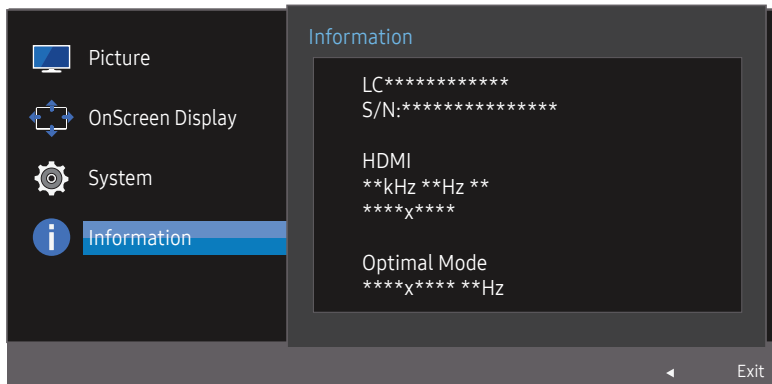 Picture
OnScreen Display
System
Information
Information
LC************
S/N:***************
HDMI
**kHz **Hz **
****x****
Optimal Mode
****x**** **Hz
Exit